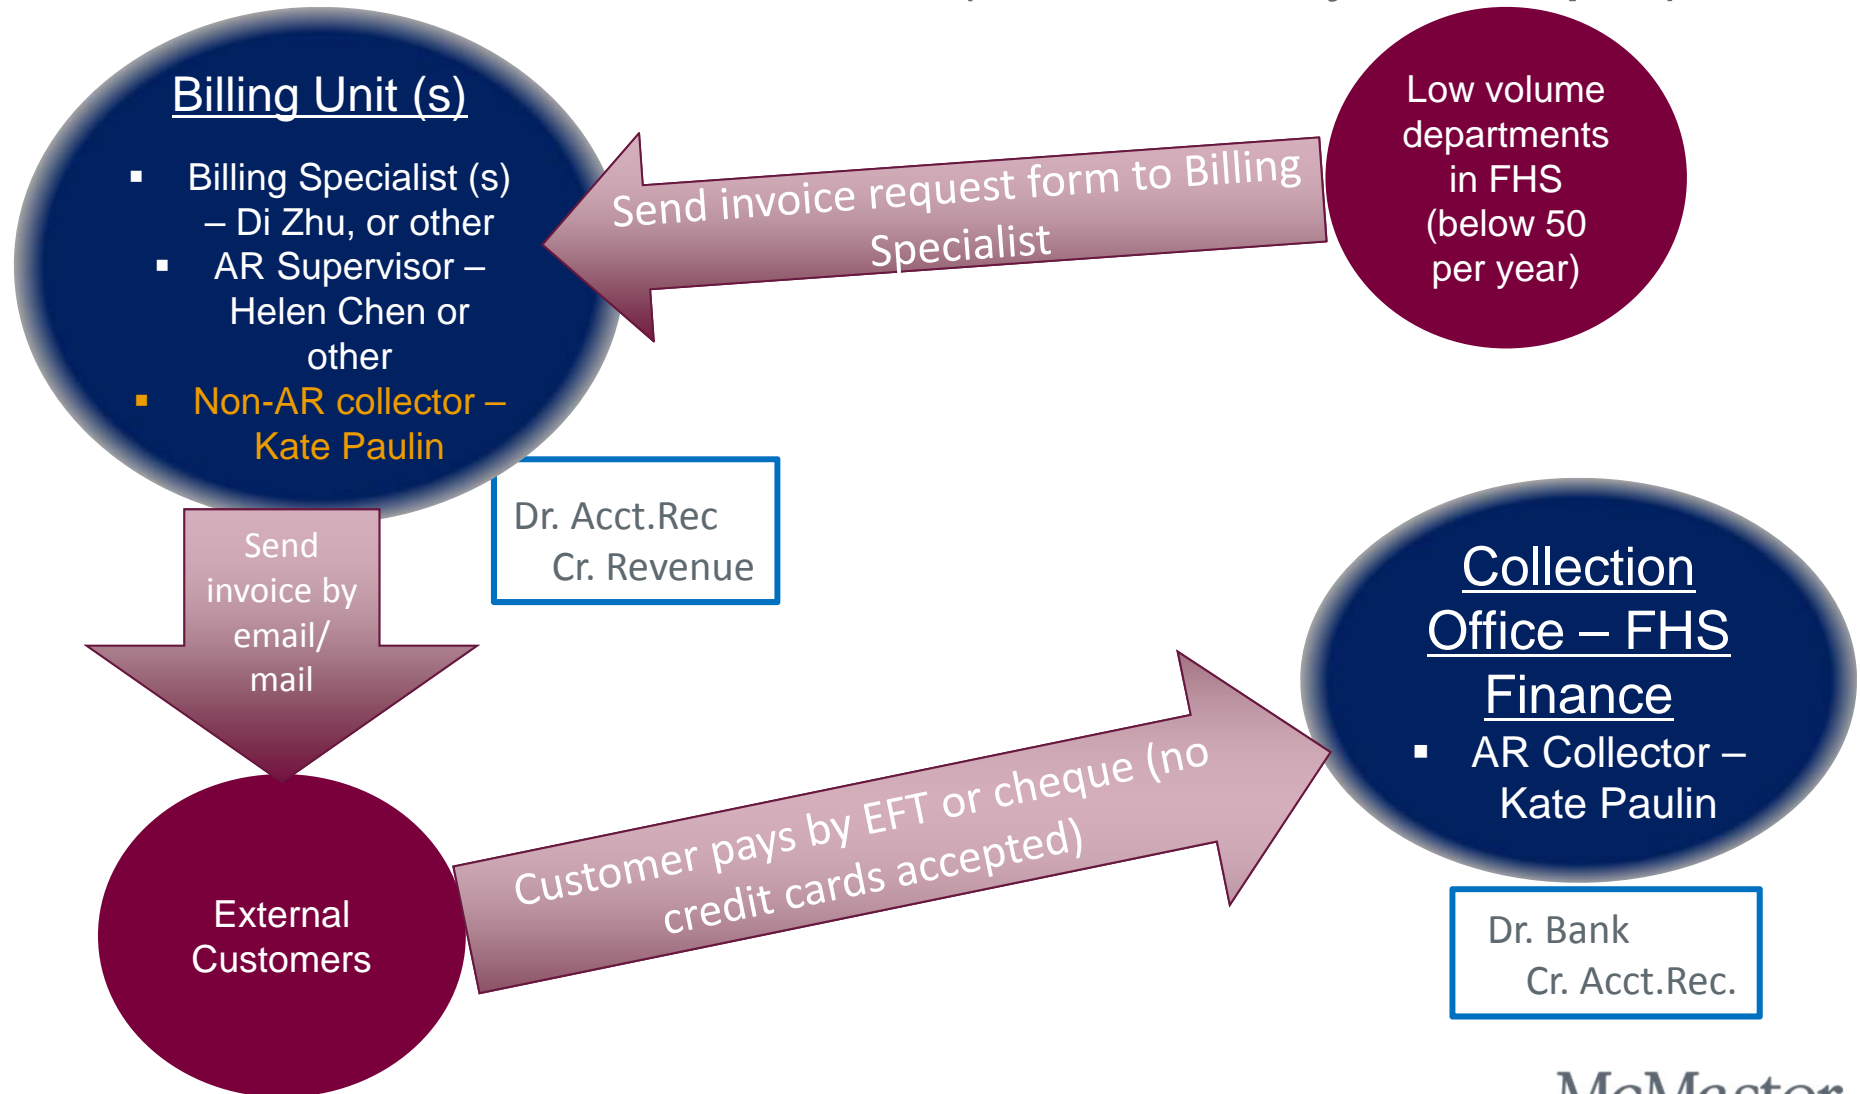 Billing Unit (s)
▪ Billing Specialist (s)
– Di Zhu, or other
▪ AR Supervisor –
Helen Chen or
other
▪ Non-AR collector –
Kate Paulin
Send invoice request form to Billing
Specialist
Low volume
departments
in FHS
(below 50
per year)
Dr. Acct.Rec
Cr. Revenue
Send
invoice by
email/
mail
External
Customers
Customer pays by EFT or cheque (no
credit cards accepted)
Collection
Office – FHS
Finance
▪ AR Collector –
Kate Paulin
Dr. Bank
Cr. Acct.Rec.
McMaster